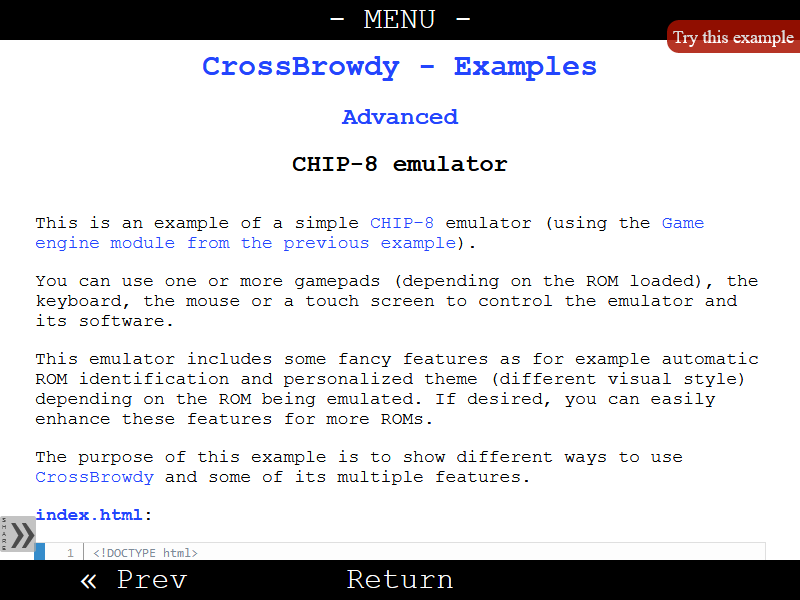 - MENU -
Try this example
CrossBrowdy - Examples
Advanced
CHIP-8 emulator
This is an example of a simple CHIP-8 emulator (using the Game
engine module from the previous example).
You can use one or more gamepads (depending on the ROM loaded), the
keyboard, the mouse or a touch screen to control the emulator and
its software.
This emulator includes some fancy features as for example automatic
ROM identification and personalized theme (different visual style)
depending on the ROM being emulated. If desired, you can easily
enhance these features for more ROMs.
The purpose of this example is to show different ways to use
CrossBrowdy and some of its multiple features.
index.html:
SHARE »
1 <!DOCTYPE html>
« Prev Return